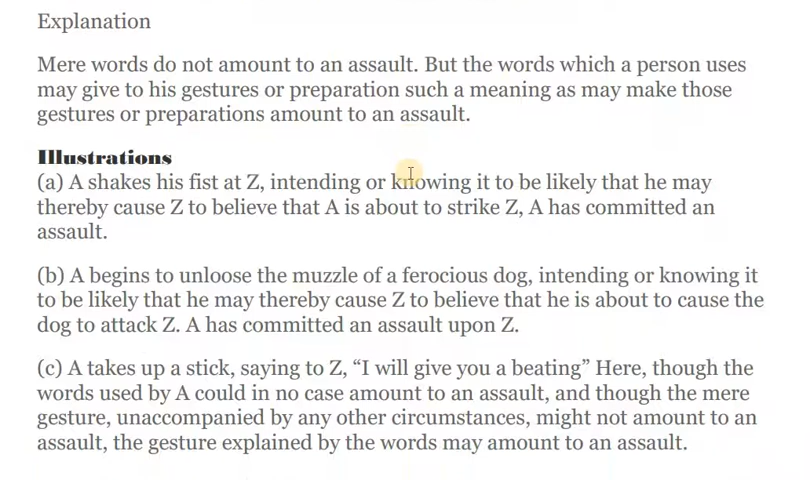 Explanation
Mere words do not amount to an assault. But the words which a person uses
may give to his gestures or preparation such a meaning as may make those
gestures or preparations amount to an assault.
Illustrations
(a) A shakes his fist at Z, intending or knowing it to be likely that he may
thereby cause Z to believe that A is about to strike Z, A has committed an
assault.
(b) A begins to unloose the muzzle of a ferocious dog, intending or knowing it
to be likely that he may thereby cause Z to believe that he is about to cause the
dog to attack Z. A has committed an assault upon Z.
(c) A takes up a stick, saying to Z, “I will give you a beating” Here, though the
words used by A could in no case amount to an assault, and though the mere
gesture, unaccompanied by any other circumstances, might not amount to an
assault, the gesture explained by the words may amount to an assault.